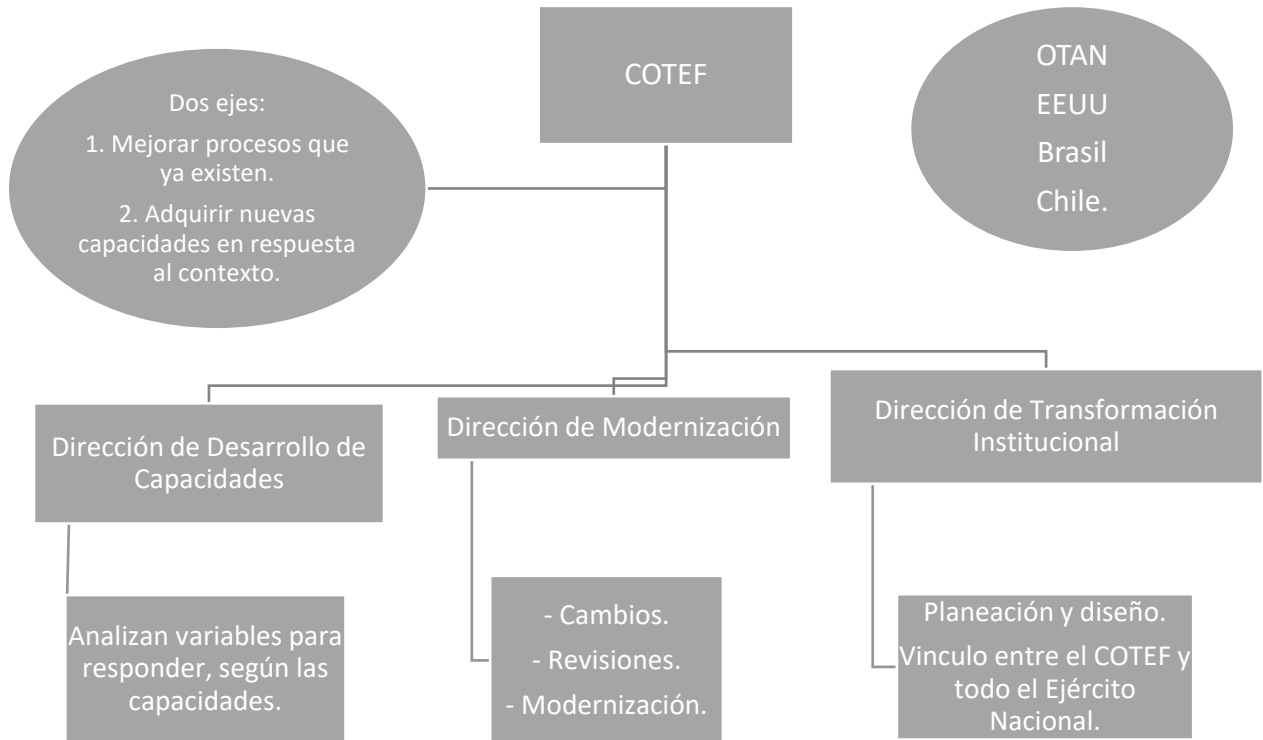 COTEF
Dos ejes:
1. Mejorar procesos que
ya existen.
2. Adquirir nuevas
capacidades en respuesta
al contexto.
OTAN
EEUU
Brasil
Chile.
Dirección de Desarrollo de
Capacidades
Dirección de Modernización
Dirección de Transformación
Institucional
Analizan variables para
responder, según las
capacidades.
- Cambios.
- Revisiones.
- Modernización.
Planeación y diseño.
Vinculo entre el COTEF y
todo el Ejército
Nacional.